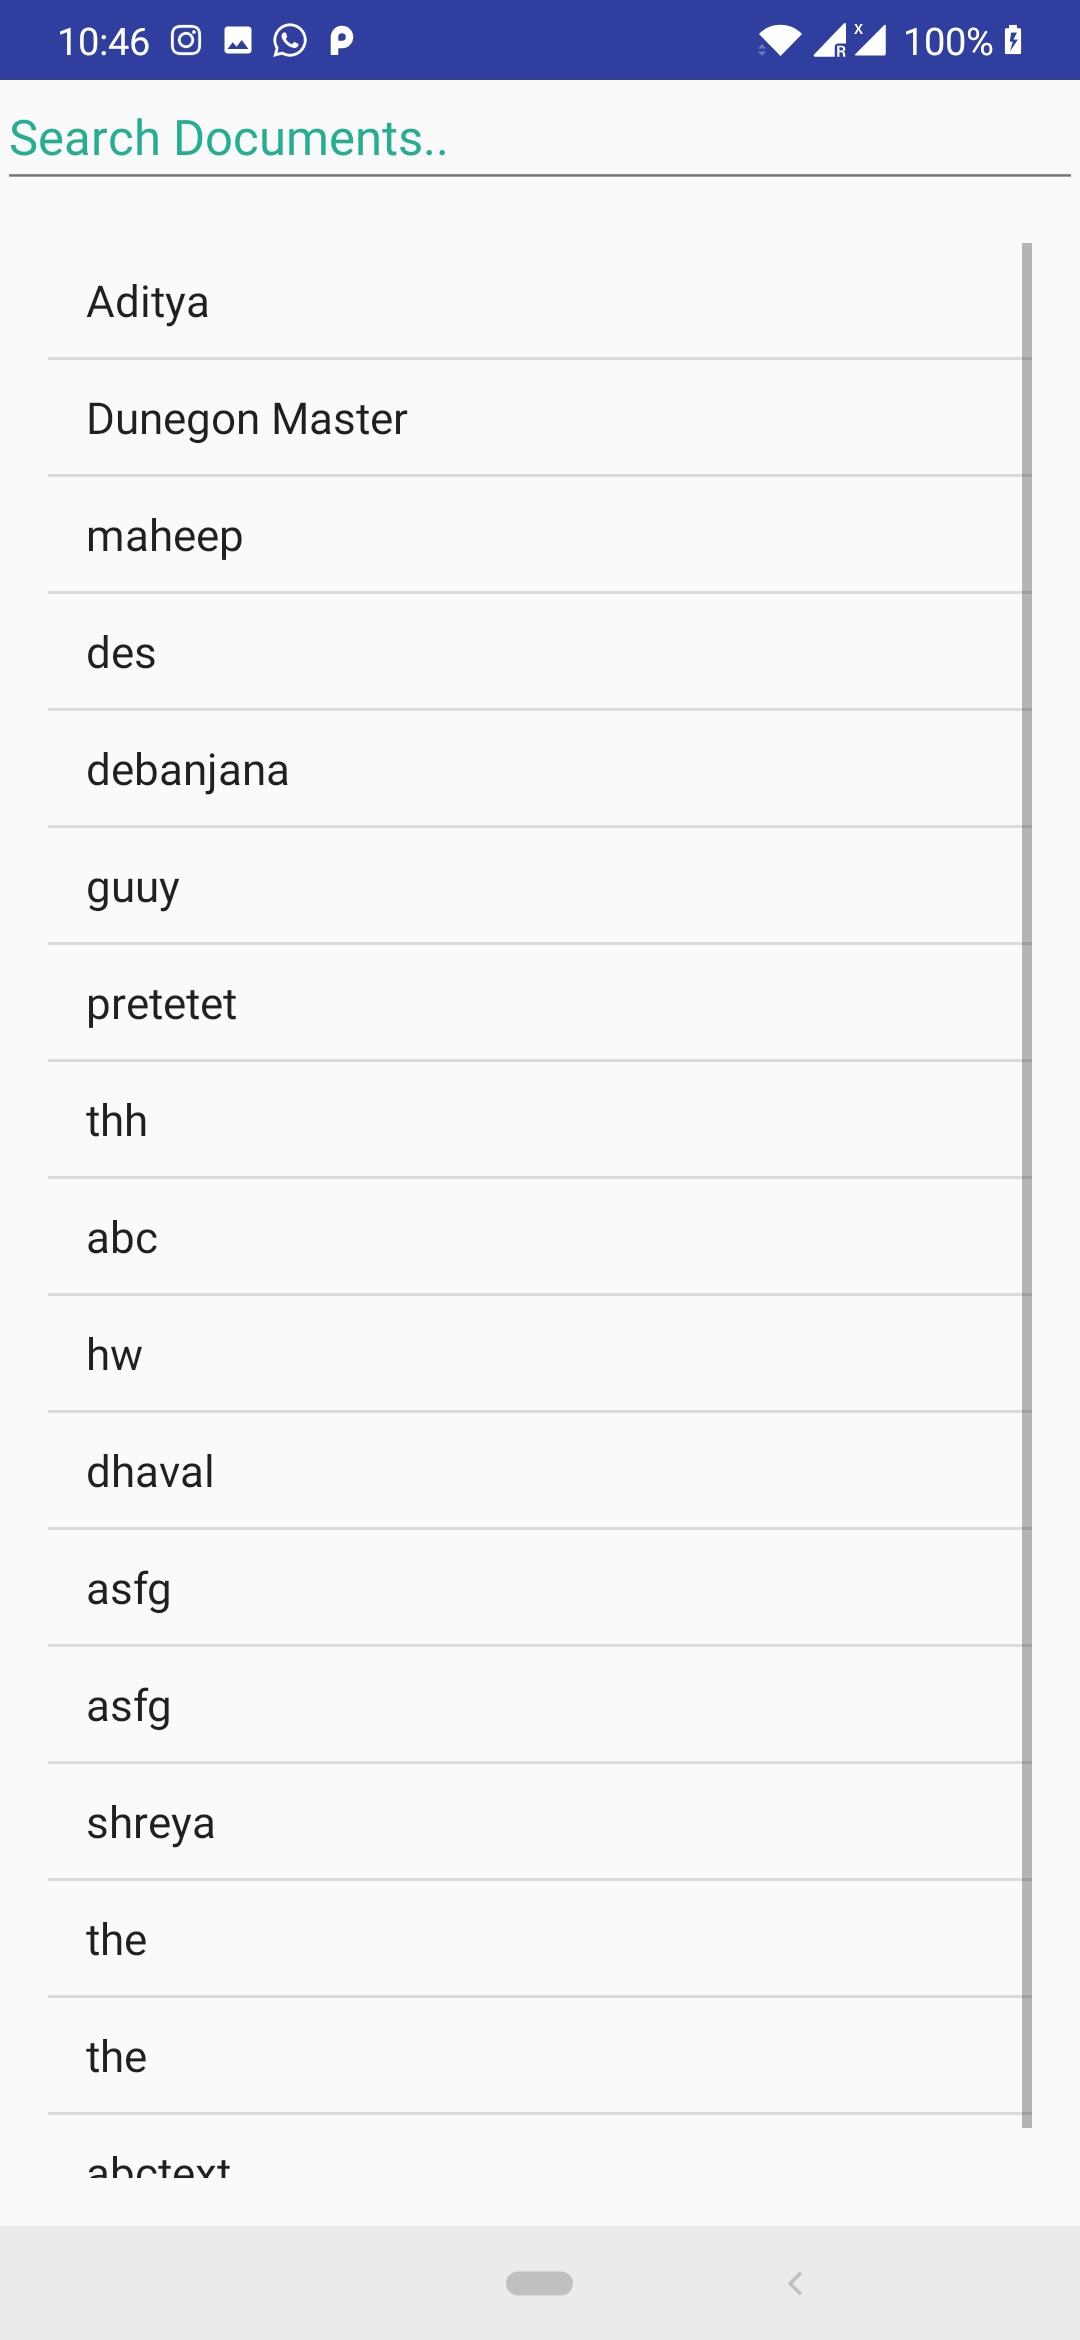 10:46 100%
Search Documents..
Aditya
Dunegon Master
maheep
des
debanjana
guuy
pretetet
thh
abc
hw
dhaval
asfg
asfg
shreya
the
the
abctext